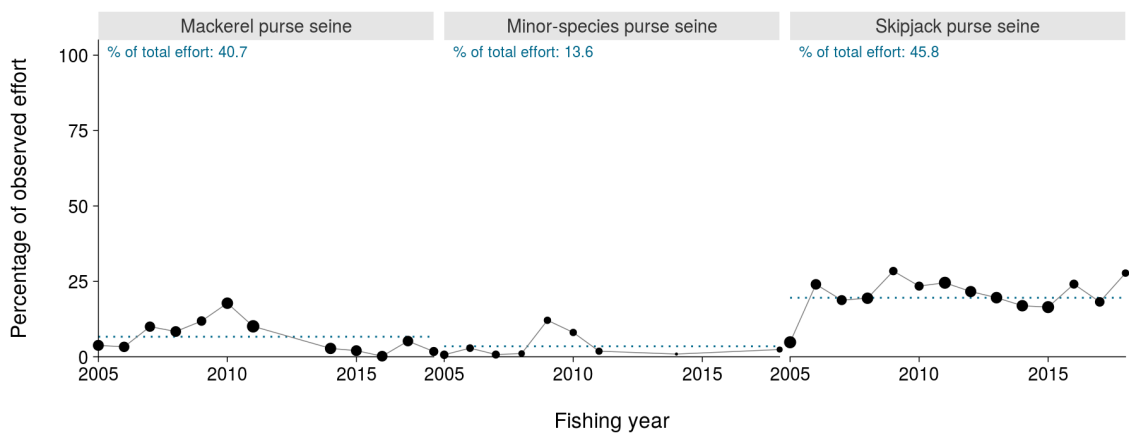 Mackerel purse seine Minor-species purse seine Skipjack purse seine
% of total effort: 40.7 % of total effort: 13.6 % of total effort: 45.8
Percentage of observed effort
100
75
50
25
0
2005 2010 2015 2005 2010 2015 2005 2010 2015
Fishing year